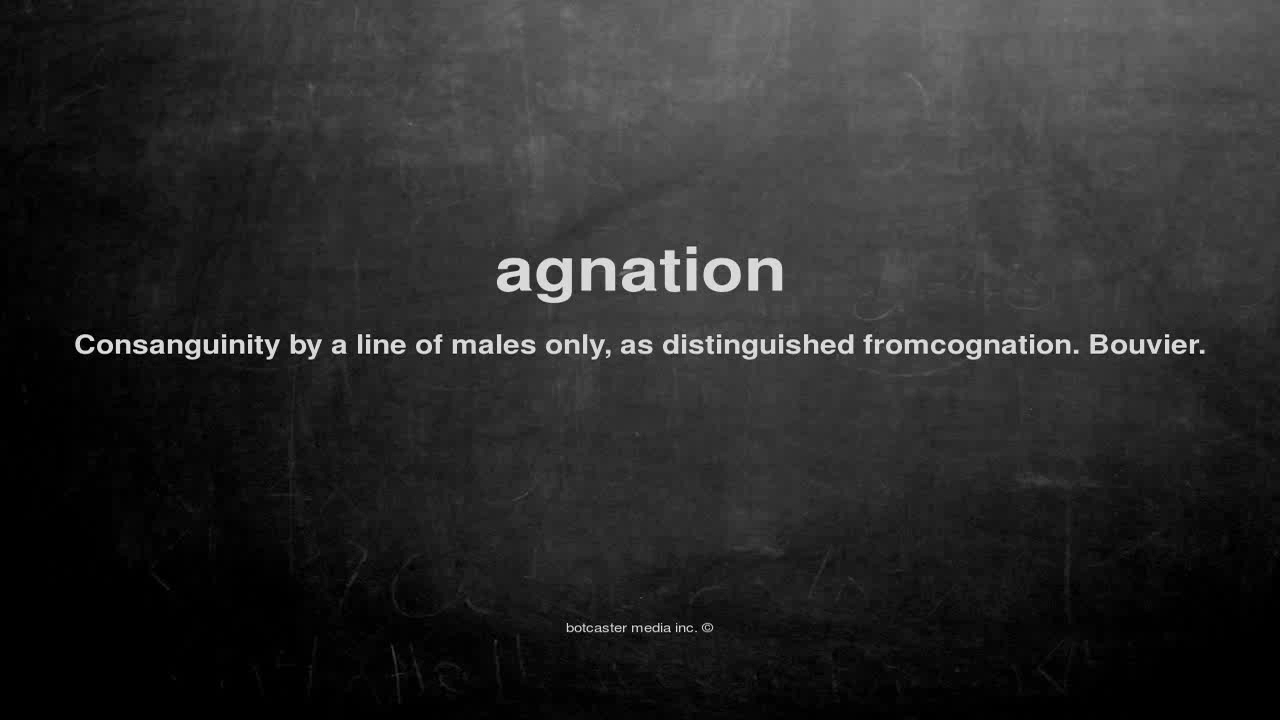 agnation
Consanguinity by a line of males only, as distinguished fromcognation. Bouvier.
botcaster media inc. ©